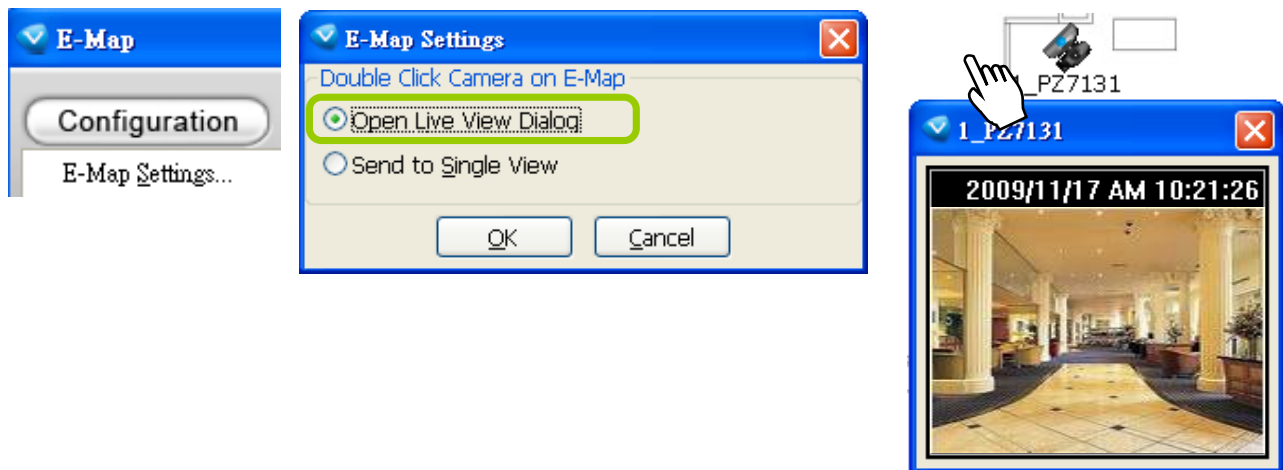 E-Map
Configuration
E-Map Settings...
E-Map Settings
Double Click Camera on E-Map
Open Live View Dialog
Send to Single View
OK
Cancel
_PZ7131
1_PZ7131
2009/11/17 AM 10:21:26